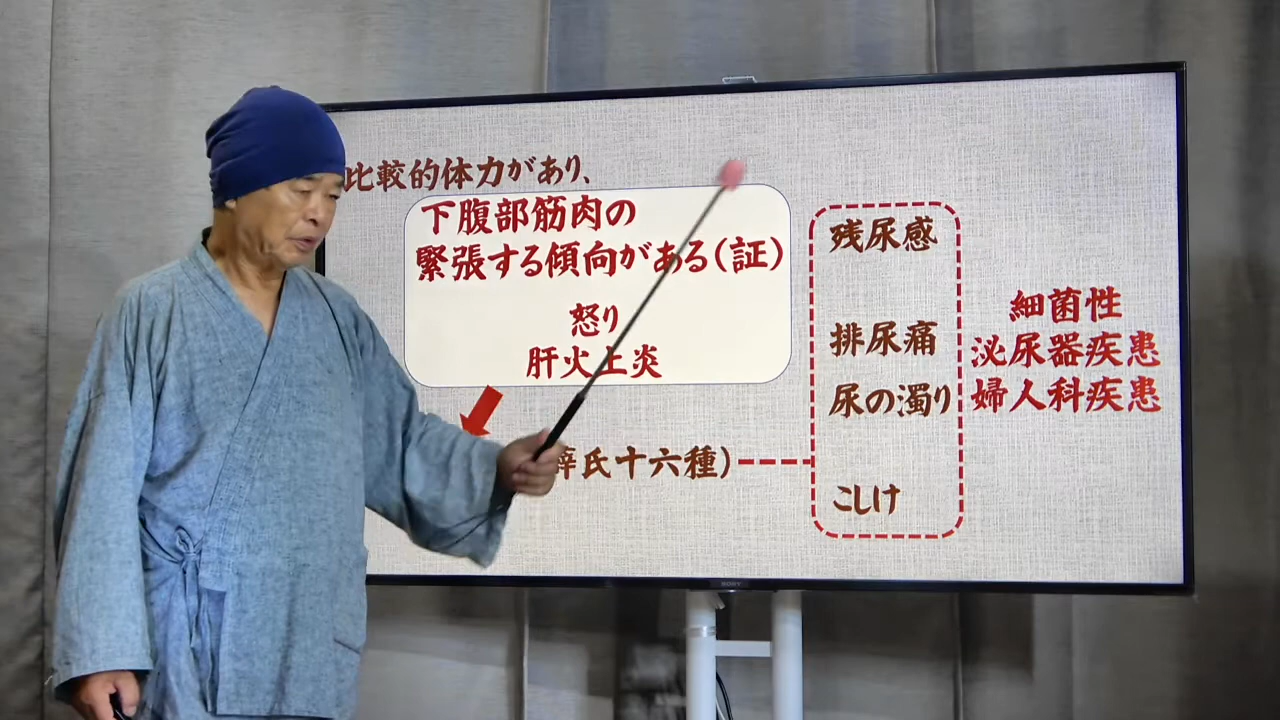 比較的体力があり、
下腹部筋肉の
緊張する傾向がある(証)
怒り
肝火上炎
薜氏十六種)
残尿感
排尿痛
尿の濁り
こしけ
細菌性
泌尿器疾患
婦人科疾患
SONY